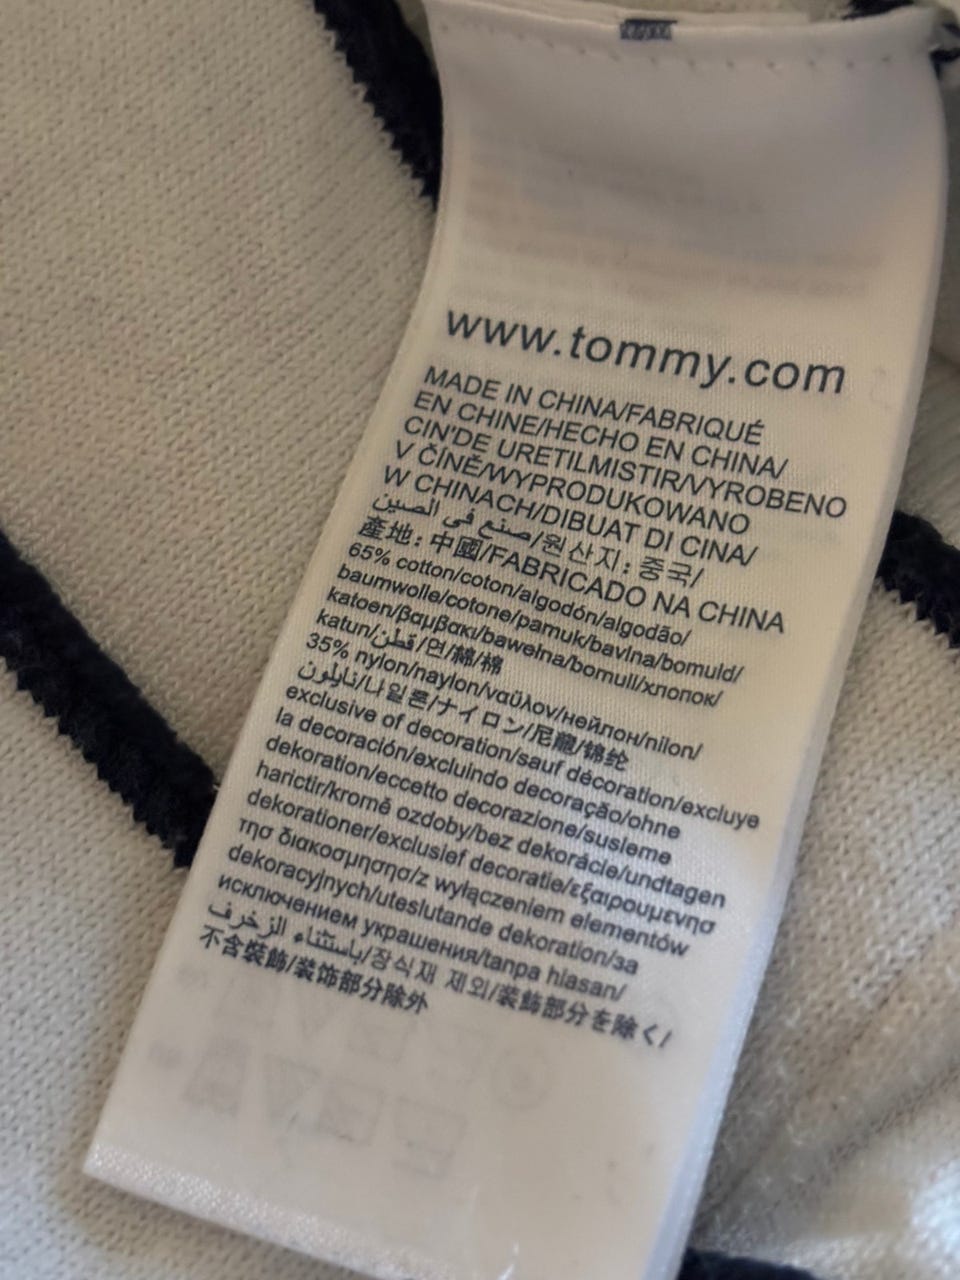 www.tommy.com
MADE IN CHINA/FABRIQUÉ
EN CHINE/HECHO EN CHINA/
CIN'DE URETILMISTIR/VYROBENO
V ČÍNĚ/WYPRODUKOWANO
W CHINACH/DIBUAT DI CINA/
صنع في الصين/원산지: 중국/
產地: 中國/FABRICADO NA CHINA
65% cotton/coton/algodón/algodão/
baumwolle/cotone/pamuk/bavlna/bomuld/
katoen/βαμβακι/bawełna/bomull/хлопок/
katun/قطن/면/綿/棉
35% nylon/naylon/ναϋλον/нейлон/nilon/
نايلون/나일론/ナイロン/尼龍/锦纶
exclusive of decoration/sauf décoration/excluye
la decoración/excluindo decoração/ohne
dekoration/eccetto decorazione/susleme
harictir/kromě ozdoby/bez dekorácie/undtagen
dekorationer/exclusief decoratie/εξαιρουμενησ
τησ διακοσμησησ/z wyłączeniem elementów
dekoracyjnych/uteslutande dekoration/за
исключением украшения/tanpa hiasan/
باستثناء الزخرف/장식재 제외/装飾部分を除く/
不含裝飾/装饰部分除外